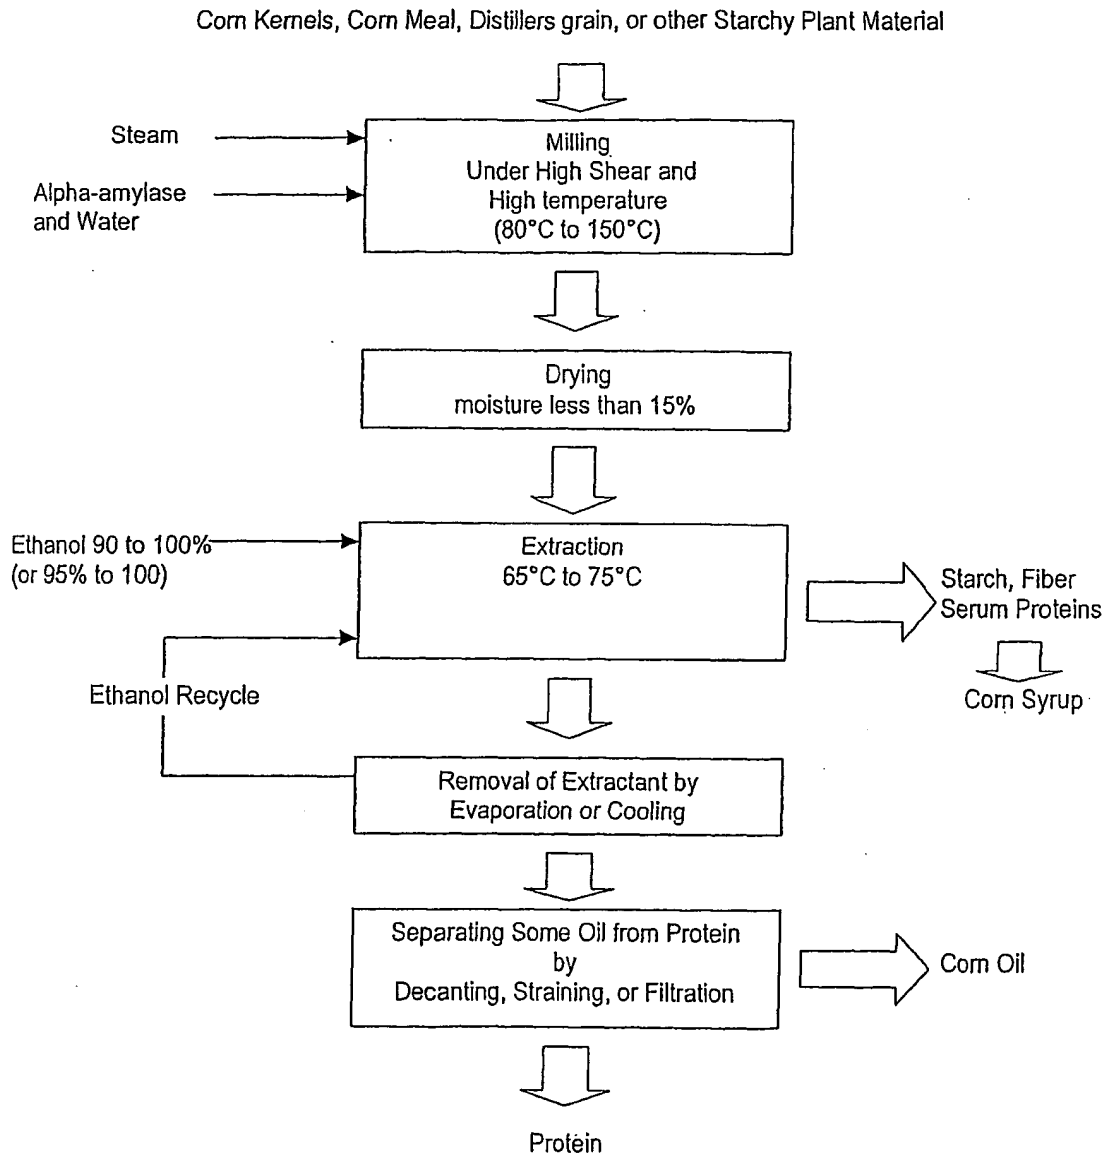 Corn Kernels, Corn Meal, Distillers grain, or other Starchy Plant Material
Steam
Alpha-amylase
and Water
Milling
Under High Shear and
High temperature
(80°C to 150°C)
Drying
moisture less than 15%
Ethanol 90 to 100%
(or 95% to 100)
Extraction
65°C to 75°C
Starch, Fiber
Serum Proteins
Corn Syrup
Ethanol Recycle
Removal of Extractant by
Evaporation or Cooling
Separating Some Oil from Protein
by
Decanting, Straining, or Filtration
Corn Oil
Protein